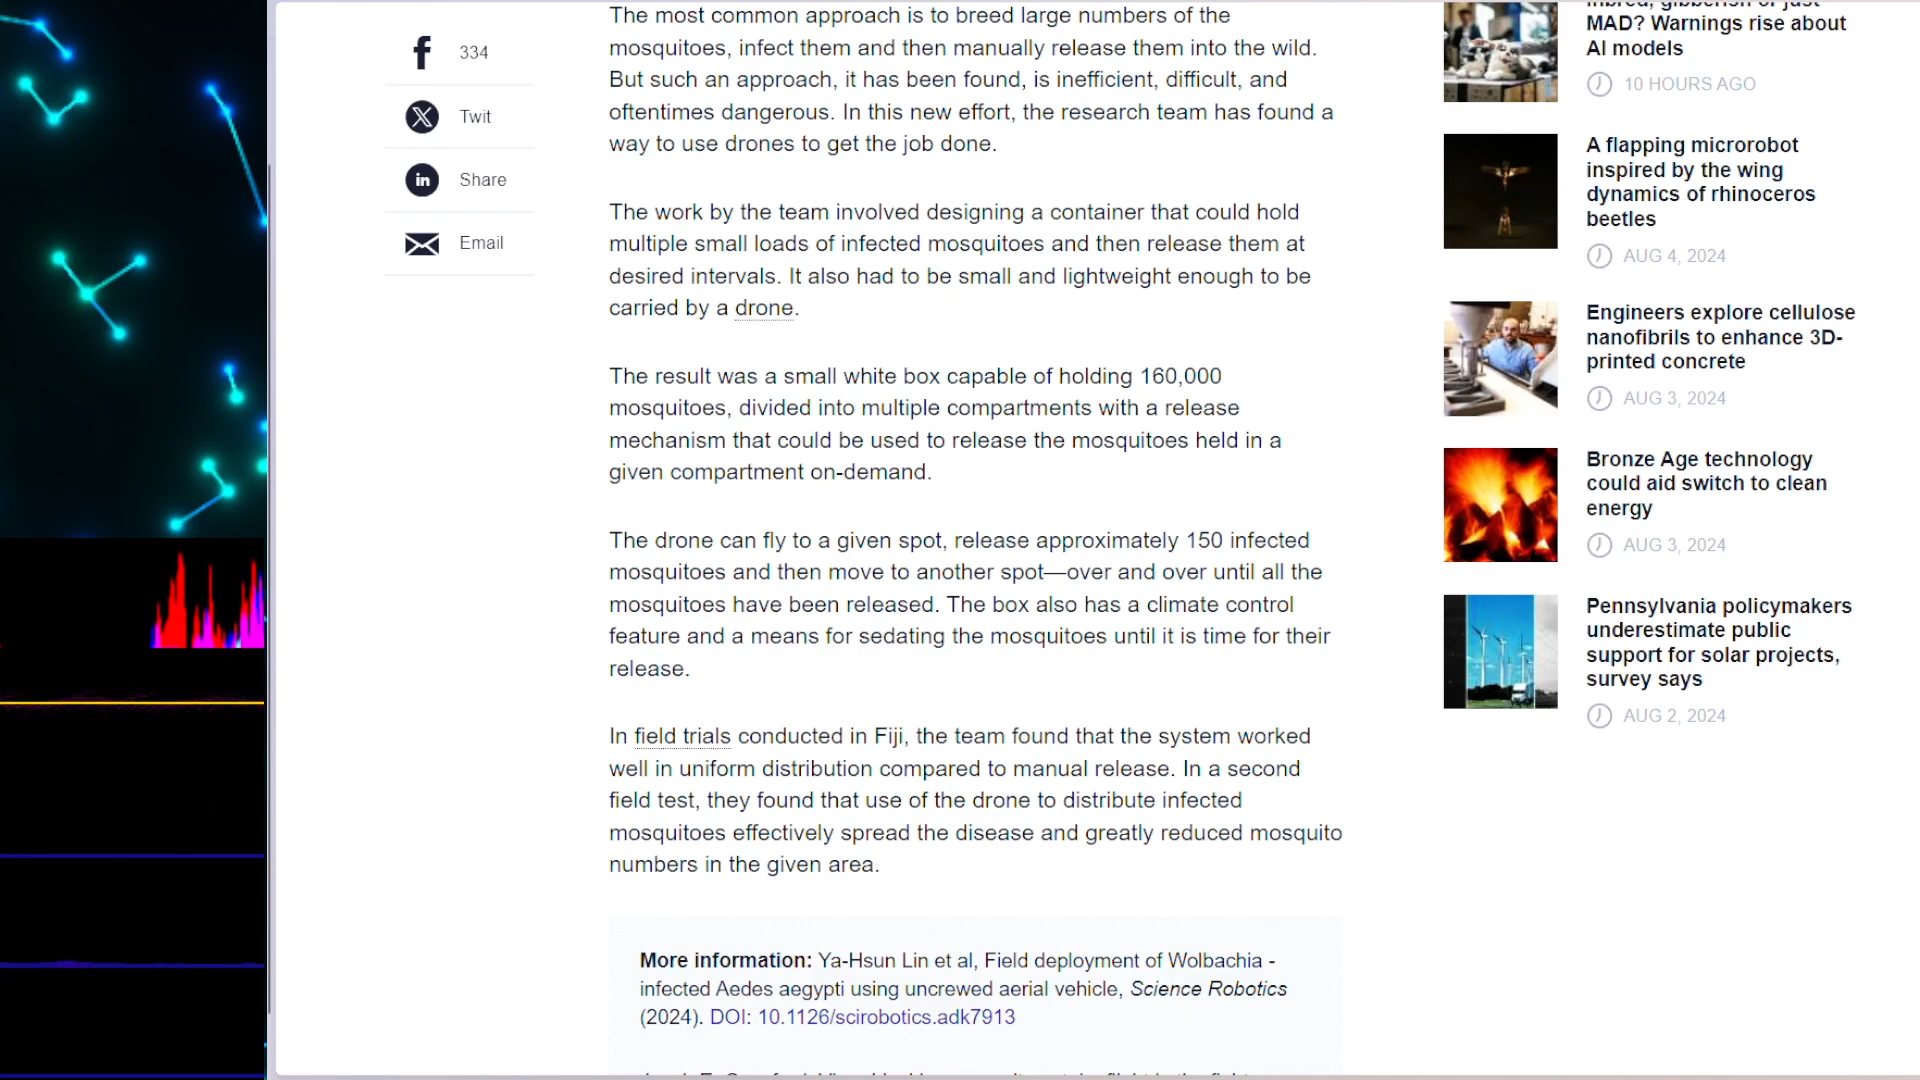 The most common approach is to breed large numbers of the
mosquitoes, infect them and then manually release them into the wild.
But such an approach, it has been found, is inefficient, difficult, and
oftentimes dangerous. In this new effort, the research team has found a
way to use drones to get the job done.
The work by the team involved designing a container that could hold
multiple small loads of infected mosquitoes and then release them at
desired intervals. It also had to be small and lightweight enough to be
carried by a drone.
The result was a small white box capable of holding 160,000
mosquitoes, divided into multiple compartments with a release
mechanism that could be used to release the mosquitoes held in a
given compartment on-demand.
The drone can fly to a given spot, release approximately 150 infected
mosquitoes and then move to another spot—over and over until all the
mosquitoes have been released. The box also has a climate control
feature and a means for sedating the mosquitoes until it is time for their
release.
In field trials conducted in Fiji, the team found that the system worked
well in uniform distribution compared to manual release. In a second
field test, they found that use of the drone to distribute infected
mosquitoes effectively spread the disease and greatly reduced mosquito
numbers in the given area.
More information: Ya-Hsun Lin et al, Field deployment of Wolbachia -
infected Aedes aegypti using uncrewed aerial vehicle, Science Robotics
(2024). DOI: 10.1126/scirobotics.adk7913
334
Twit
in Share
Email
inbred, gibberish or just
MAD? Warnings rise about
AI models
10 HOURS AGO
A flapping microrobot
inspired by the wing
dynamics of rhinoceros
beetles
AUG 4, 2024
Engineers explore cellulose
nanofibrils to enhance 3D-
printed concrete
AUG 3, 2024
Bronze Age technology
could aid switch to clean
energy
AUG 3, 2024
Pennsylvania policymakers
underestimate public
support for solar projects,
survey says
AUG 2, 2024